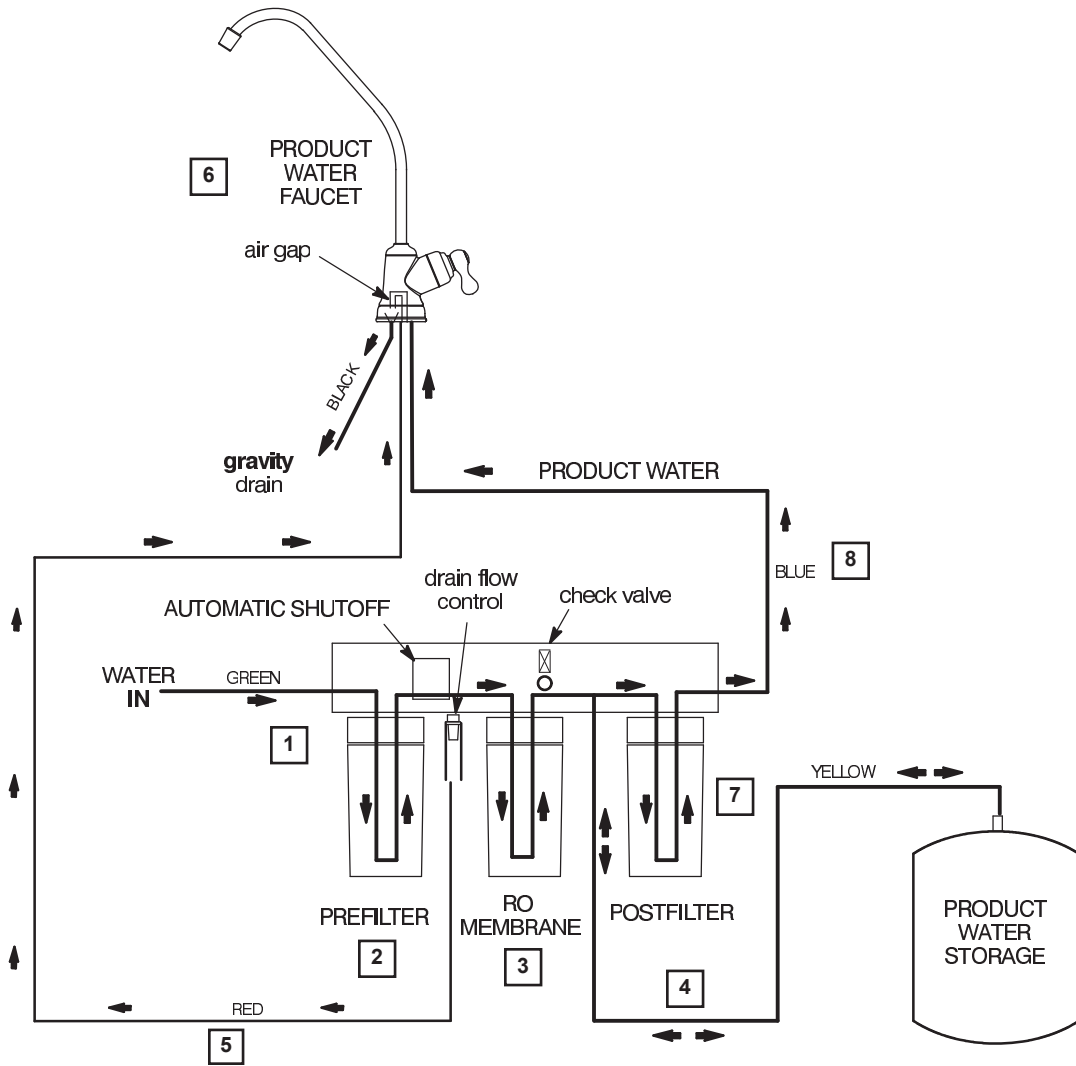 6
PRODUCT
WATER
FAUCET
air gap
BLACK
gravity
drain
PRODUCT WATER
8
BLUE
drain flow
control
check valve
AUTOMATIC SHUTOFF
WATER
IN
GREEN
1
7
YELLOW
PREFILTER
2
RO
MEMBRANE
3
POSTFILTER
4
PRODUCT
WATER
STORAGE
RED
5